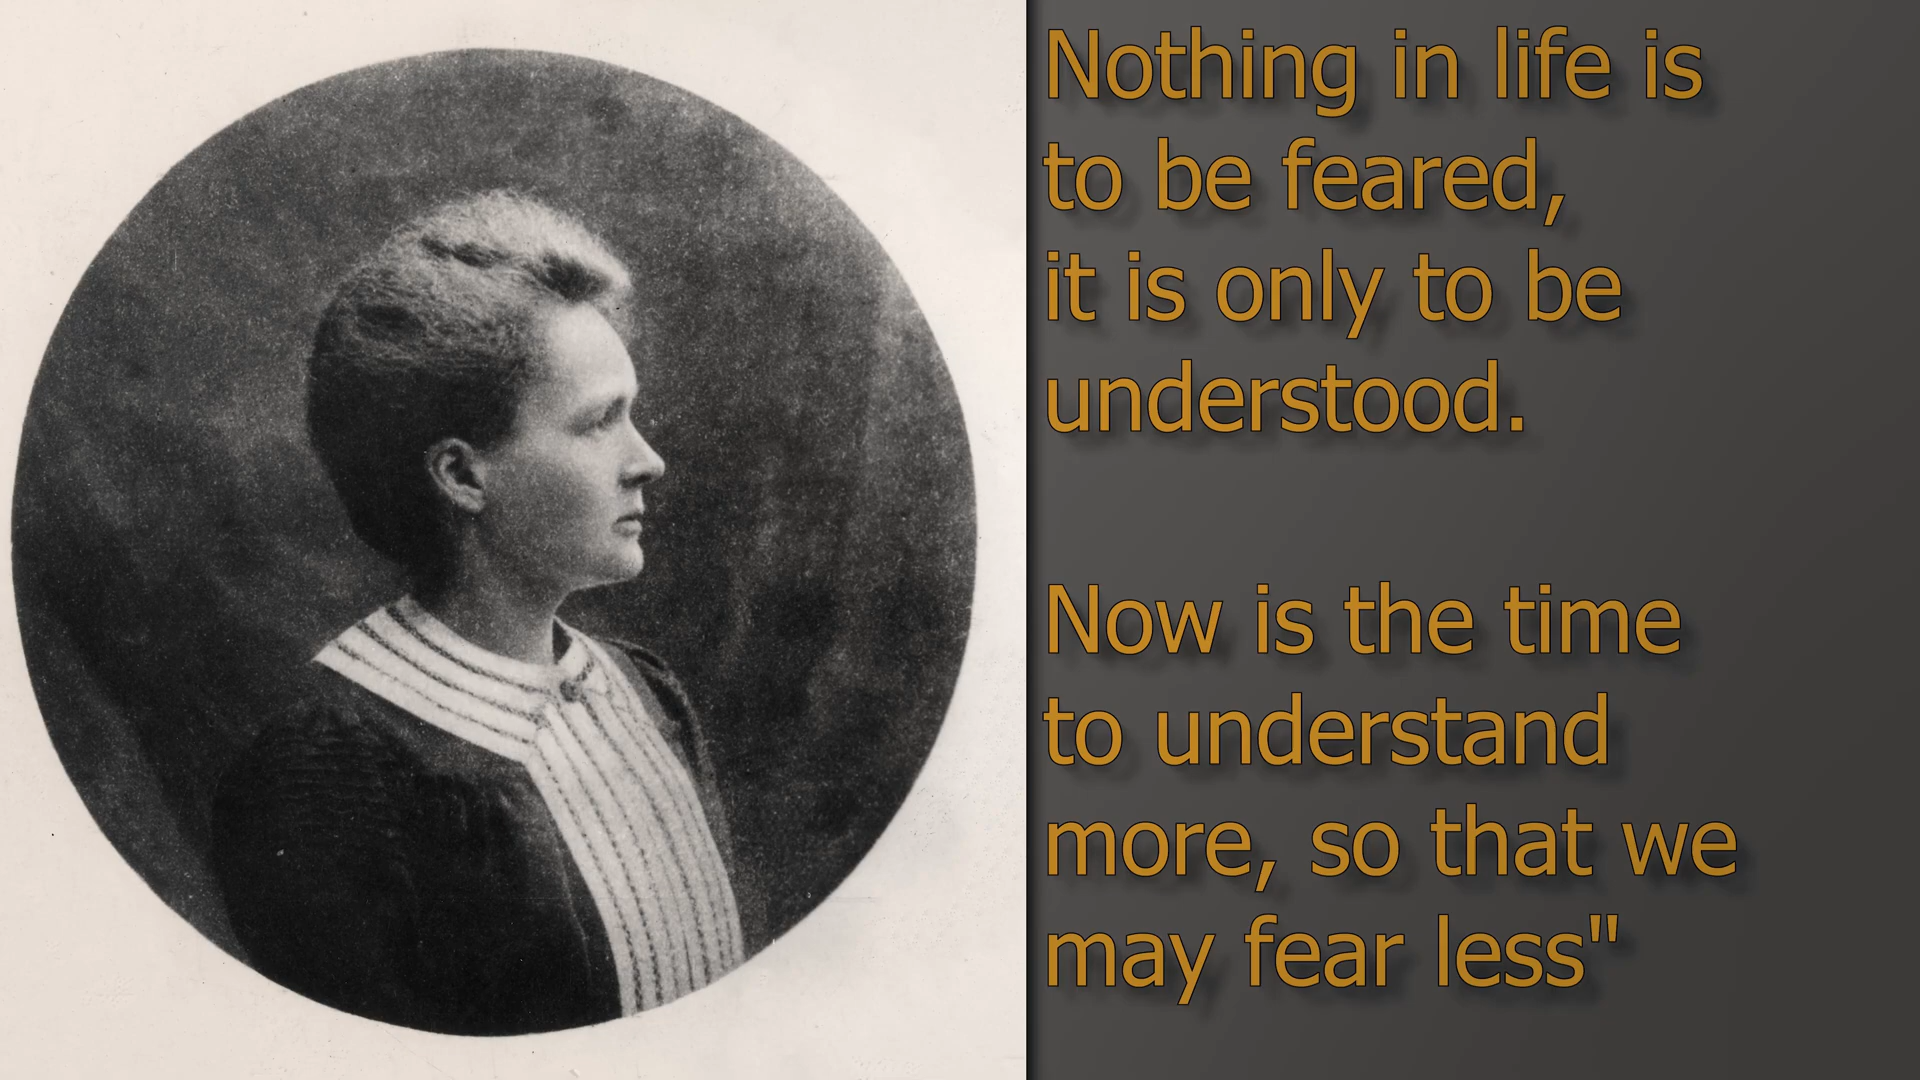 Nothing in life is
to be feared,
it is only to be
understood.
Now is the time
to understand
more, so that we
may fear less"